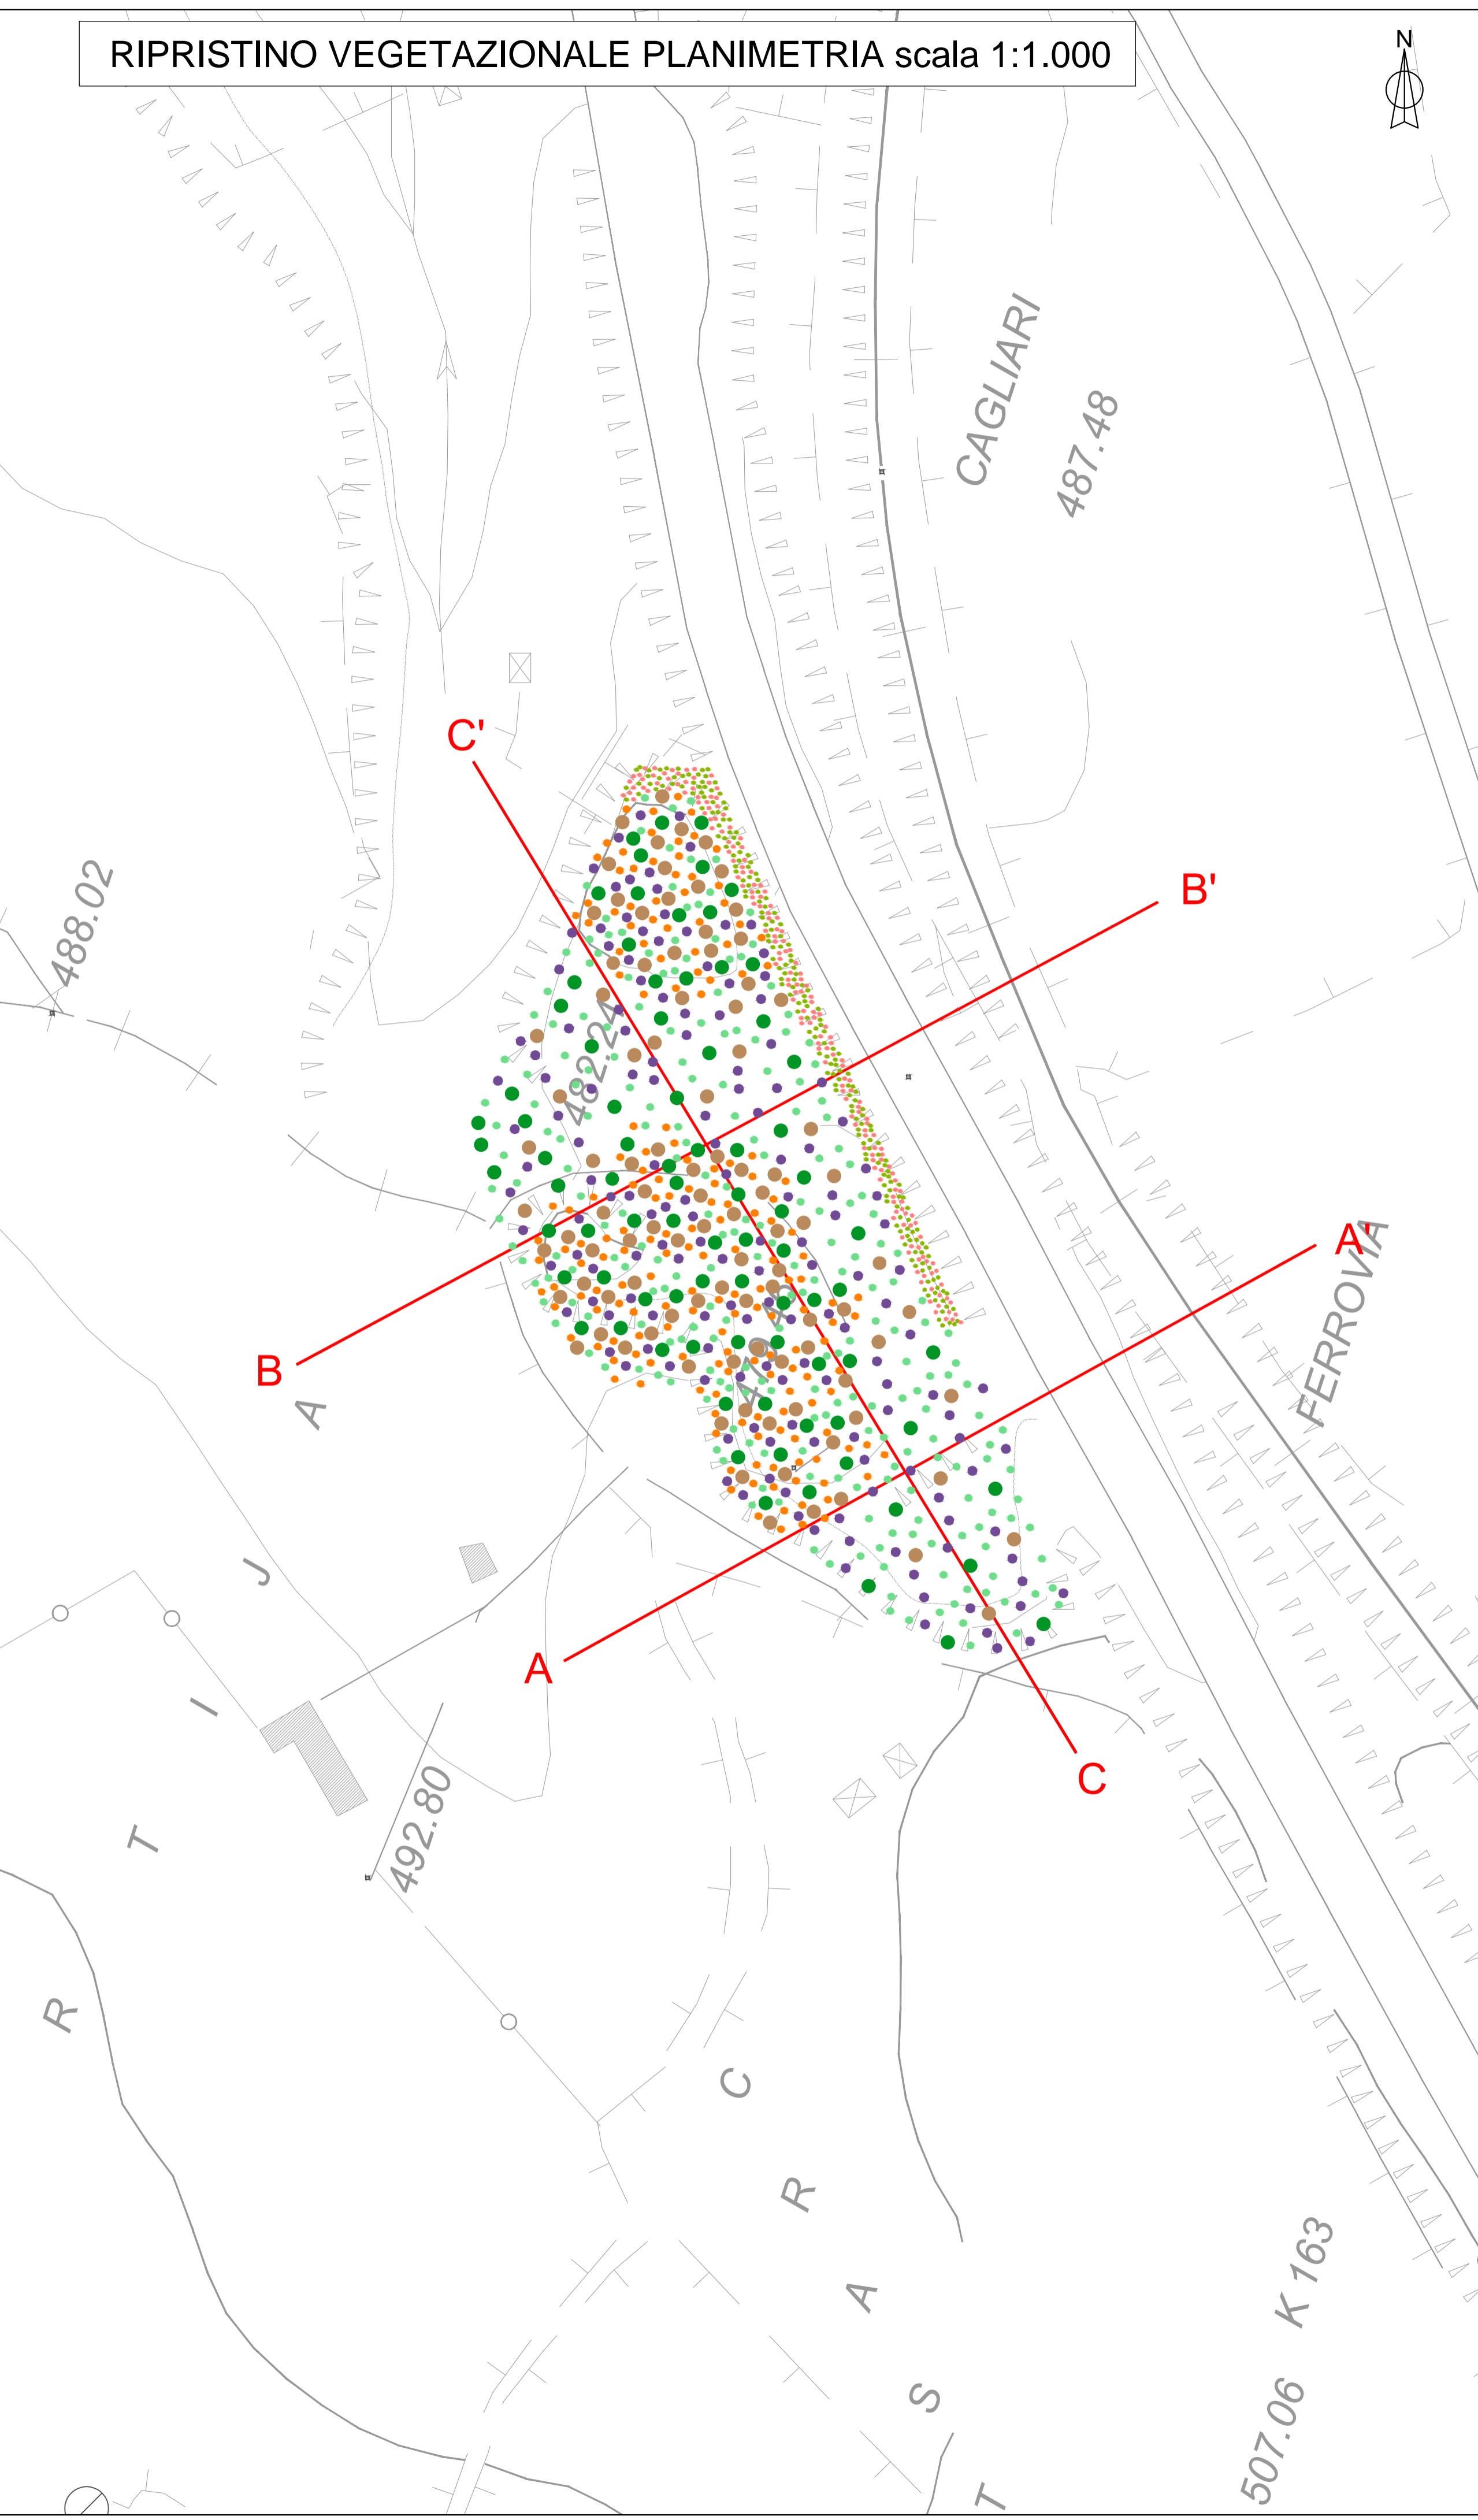 RIPRISTINO VEGETAZIONALE PLANIMETRIA scala 1:1.000
N
CAGLIARI
487.48
C'
B'
488.02
482.24
A'
FERROVIA
B
A
J
I
T
R
A
C
492.80
C
R
A
S
T
K 163
507.06